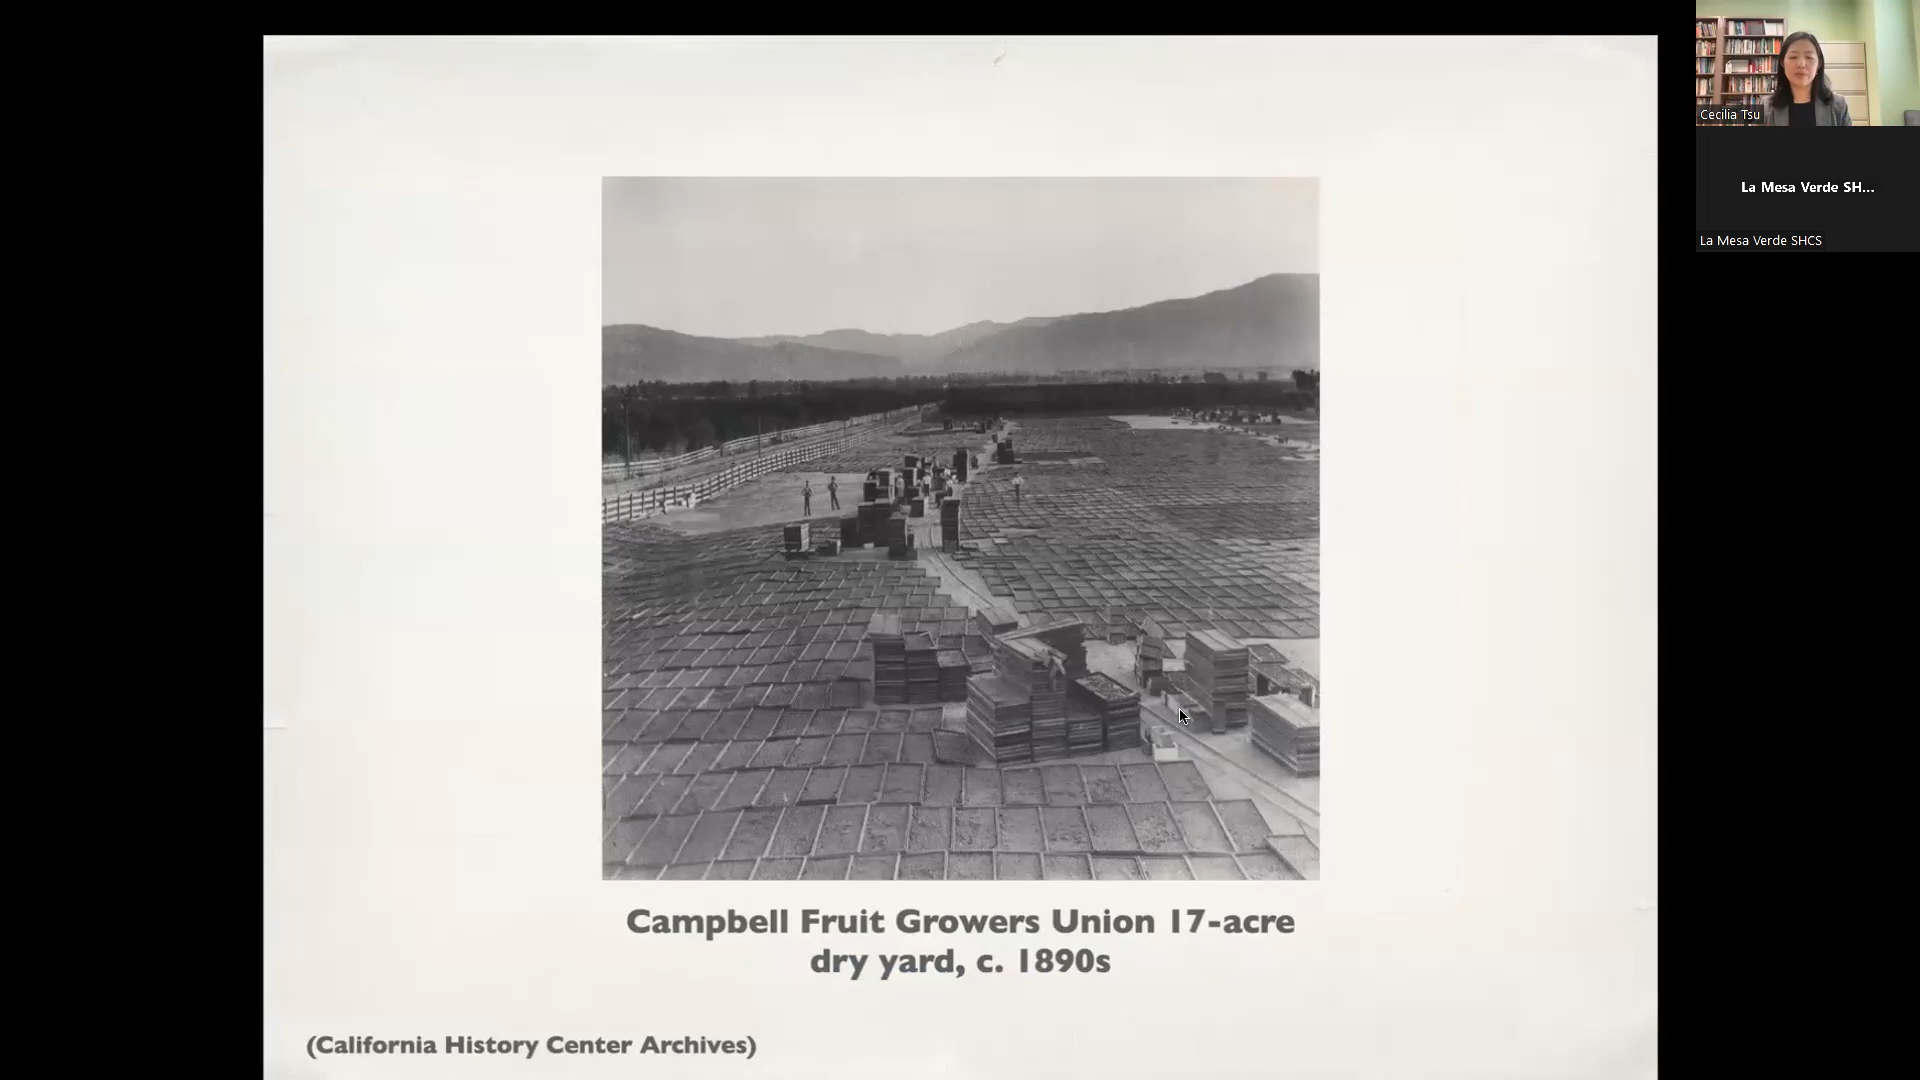 Campbell Fruit Growers Union 17-acre
dry yard, c. 1890s
(California History Center Archives)
Cecilia Tsu
La Mesa Verde SH...
La Mesa Verde SHCS